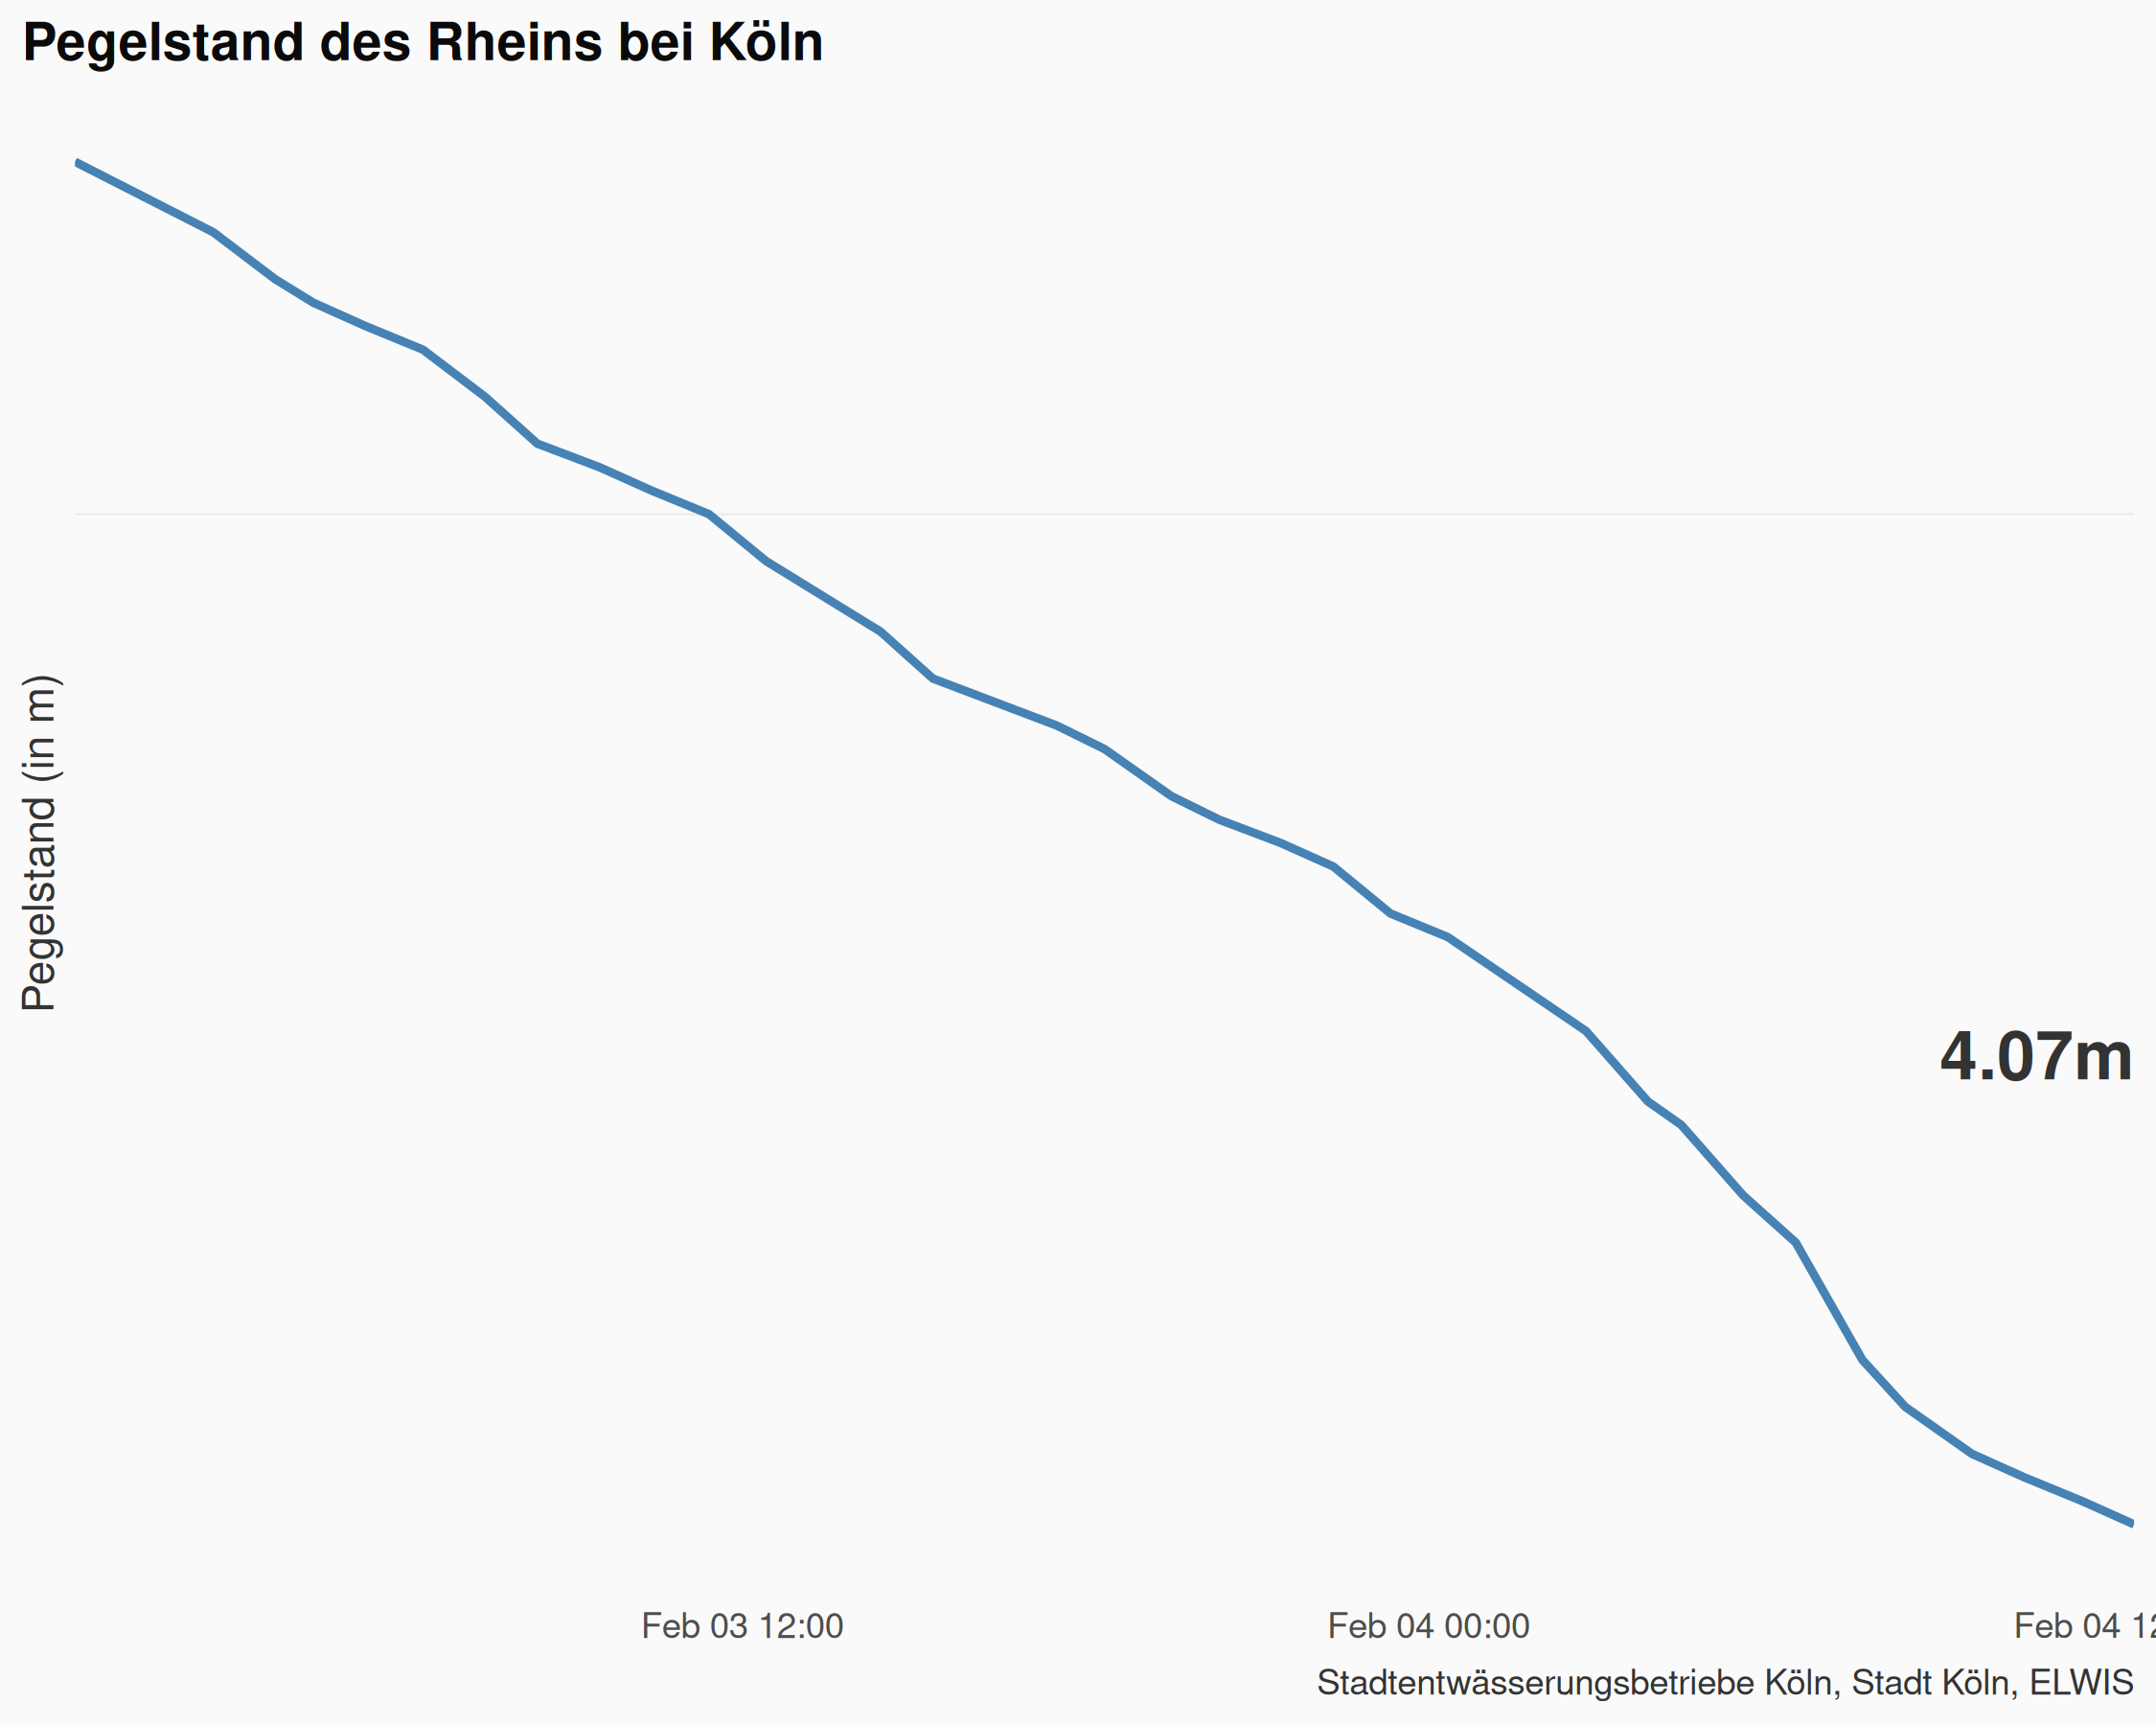 Pegelstand des Rheins bei Köln
Pegelstand (in m)
4.07m
Feb 03 12:00
Feb 04 00:00
Feb 04 12
Stadtentwässerungsbetriebe Köln, Stadt Köln, ELWIS